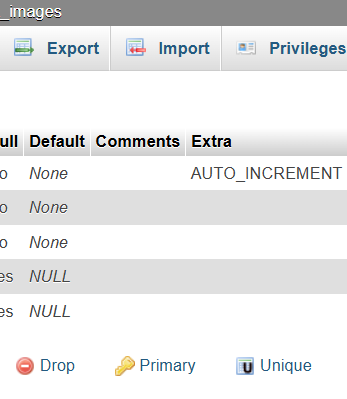 _images
Export Import Privileges
ull Default Comments Extra
o None AUTO_INCREMENT
o None
o None
es NULL
es NULL
Drop Primary Unique